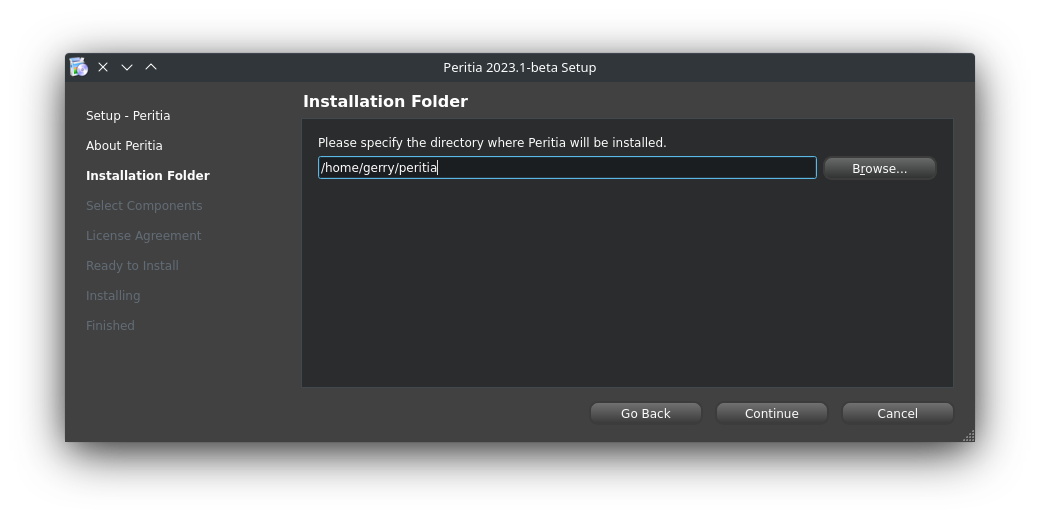 Peritia 2023.1-beta Setup
Setup - Peritia
About Peritia
Installation Folder
Select Components
License Agreement
Ready to Install
Installing
Finished
Installation Folder
Please specify the directory where Peritia will be installed.
/home/gerry/peritia
Browse...
Go Back
Continue
Cancel